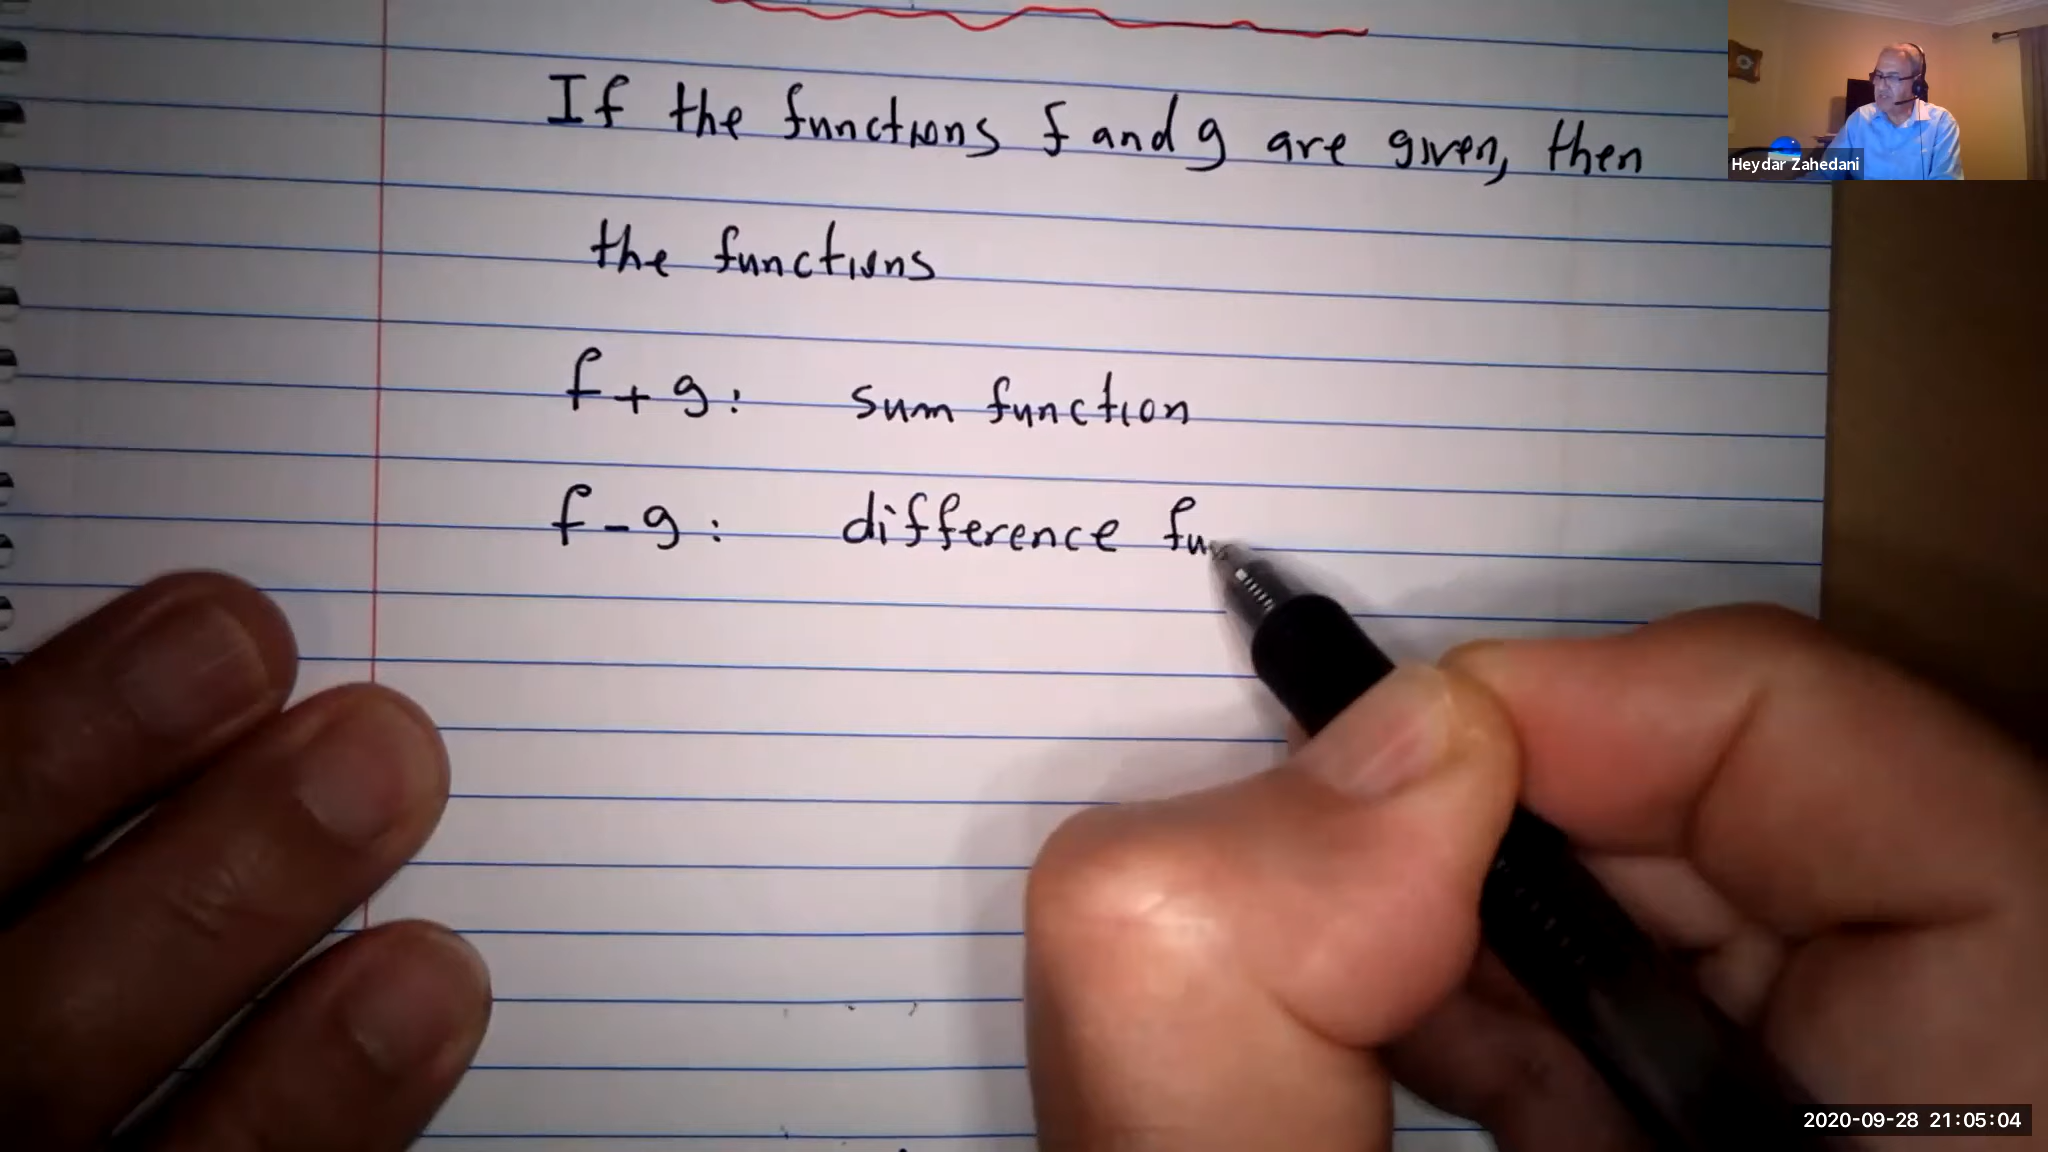 If the functions f and g are given, then
Heydar Zahedani
the functions
f + g : sum function
f - g : difference fu
2020-09-28 21:05:04